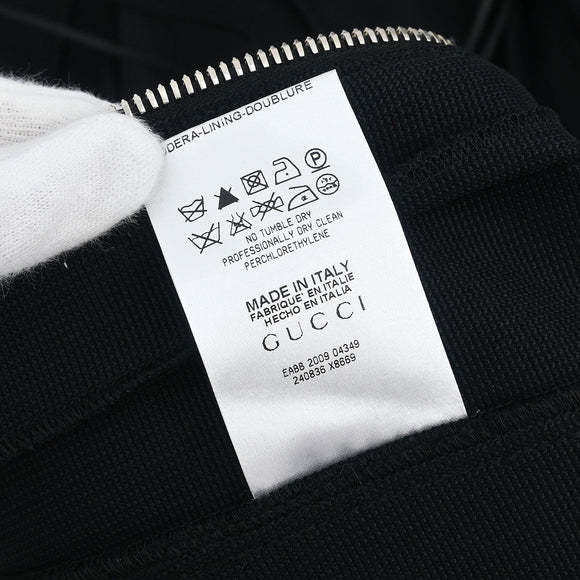 DERA-LINING-DOUBLURE
P
NO TUMBLE DRY
PROFESSIONALLY DRY CLEAN
PERCHLORETHYLENE
MADE IN ITALY
FABRIQUE' EN ITALIE
HECHO EN ITALIA
GUCCI
EA88 2009 04349
240836 X8669